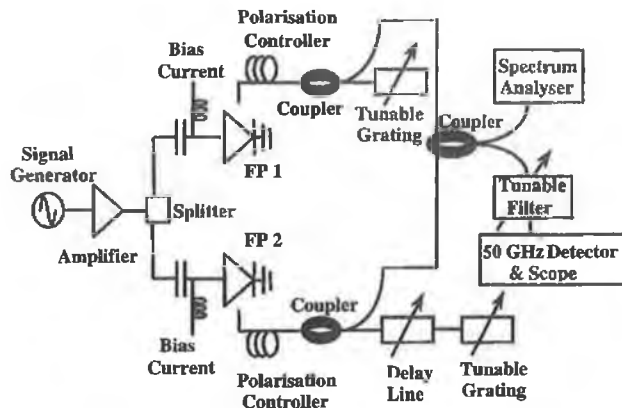 Polarisation
Controller
Bias
Current
Coupler
Tunable
Grating
Spectrum
Analyser
Coupler
Signal
Generator
FP 1
Splitter
Tunable
Filter
Amplifier
FP 2
50 GHz Detector
& Scope
Coupler
Bias
Current
Polarisation
Controller
Delay
Line
Tunable
Grating